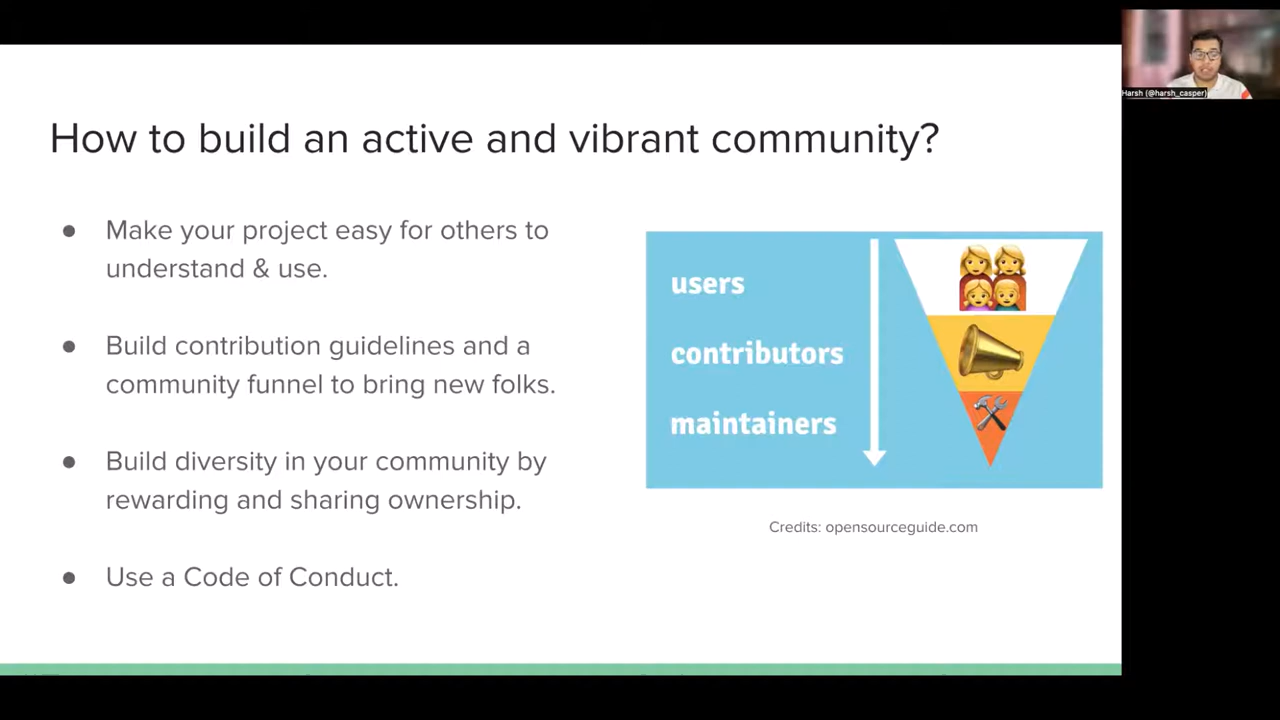 Harsh (@harsh_casper)
How to build an active and vibrant community?
● Make your project easy for others to
understand & use.
● Build contribution guidelines and a
community funnel to bring new folks.
● Build diversity in your community by
rewarding and sharing ownership.
● Use a Code of Conduct.
users
contributors
maintainers
Credits: opensourceguide.com